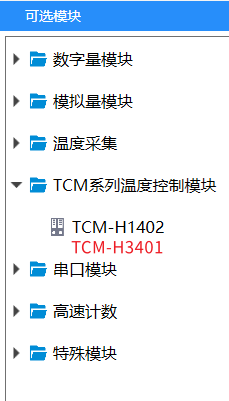 可选模块
数字量模块
模拟量模块
温度采集
TCM系列温度控制模块
TCM-H1402
TCM-H3401
串口模块
高速计数
特殊模块